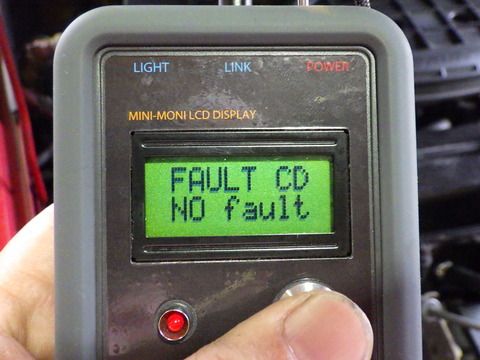 LIGHT LINK POWER
MINI-MONI LCD DISPLAY
FAULT CD
NO fault